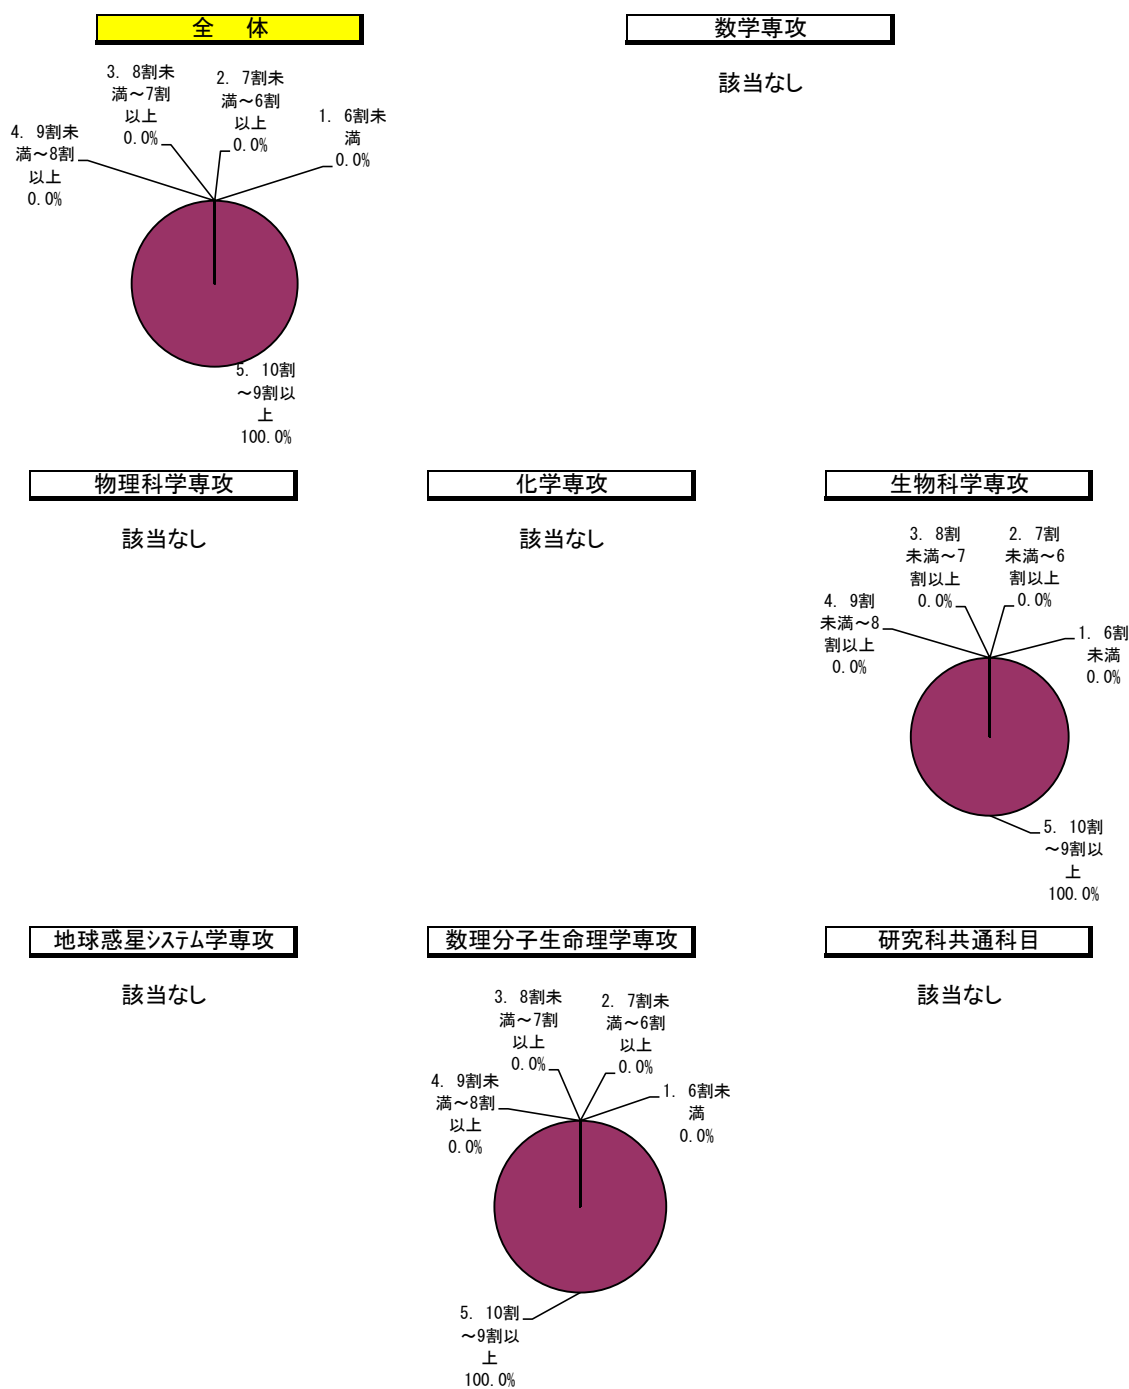 全　体
数学専攻
3. 8割未
満～7割
以上
0.0%
2. 7割未
満～6割
以上
0.0%
1. 6割未
満
0.0%
4. 9割未
満～8割
以上
0.0%
5. 10割
～9割以
上
100.0%
該当なし
物理科学専攻
化学専攻
生物科学専攻
該当なし
該当なし
3. 8割
未満～7
割以上
0.0%
2. 7割
未満～6
割以上
0.0%
4. 9割
未満～8
割以上
0.0%
1. 6割
未満
0.0%
5. 10割
～9割以
上
100.0%
地球惑星システム学専攻
数理分子生命理学専攻
研究科共通科目
該当なし
3. 8割未
満～7割
以上
0.0%
2. 7割未
満～6割
以上
0.0%
4. 9割未
満～8割
以上
0.0%
1. 6割未
満
0.0%
5. 10割
～9割以
上
100.0%
該当なし